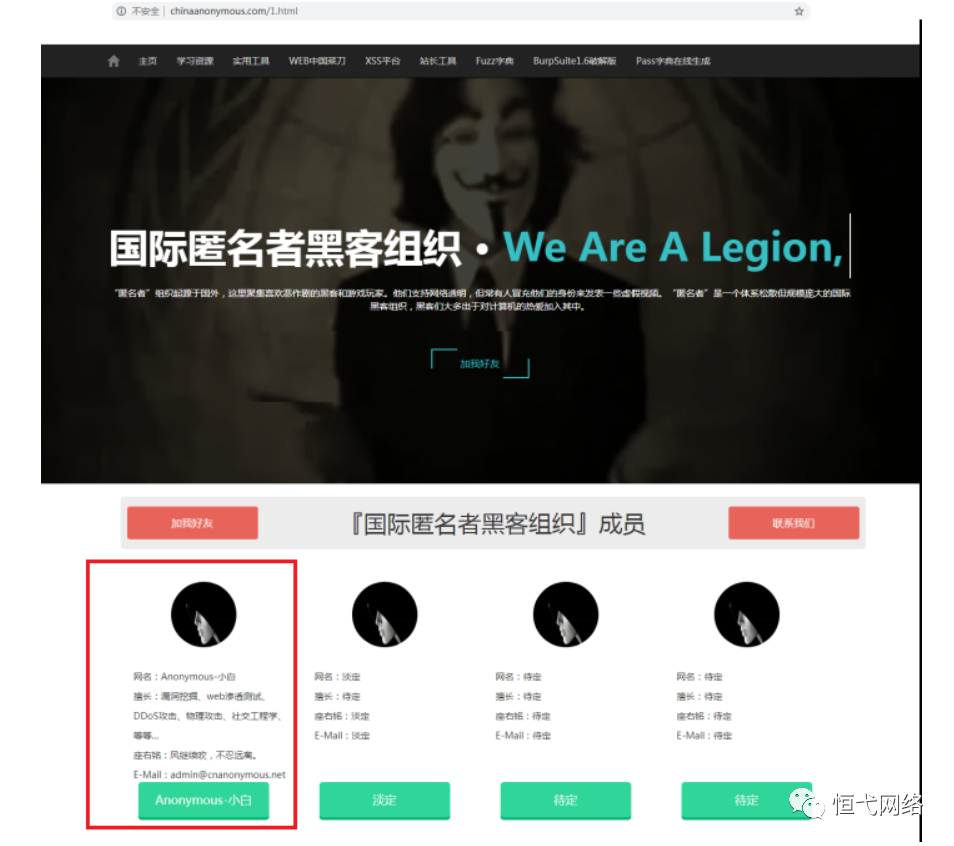 不安全 | chinaanonymous.com/1.html
主页 学习资源 实用工具 WEB中国菜刀 XSS平台 站长工具 Fuzz字典 BurpSuite1.6破解版 Pass字典在线生成
国际匿名者黑客组织 • We Are A Legion,
“匿名者”组织起源于国外，这里聚集喜欢恶作剧的黑客和游戏玩家。他们支持网络透明，但常有人冒充他们的身份来发表一些虚假视频。“匿名者”是一个体系松散但规模庞大的国际
黑客组织，黑客们大多出于对计算机的热爱加入其中。
加我好友
加我好友 『国际匿名者黑客组织』成员 联系我们
网名：Anonymous-小白
擅长：漏洞挖掘、web渗透测试、
DDoS攻击、物理攻击、社交工程学、
等等...
座右铭：风继续吹，不忍远离。
E-Mail：admin@cnanonymous.net
Anonymous-小白
网名：淡定
擅长：待定
座右铭：淡定
E-Mail：淡定
淡定
网名：待定
擅长：待定
座右铭：待定
E-Mail：待定
待定
网名：待定
擅长：待定
座右铭：待定
E-Mail：待定
待定
恒弋网络